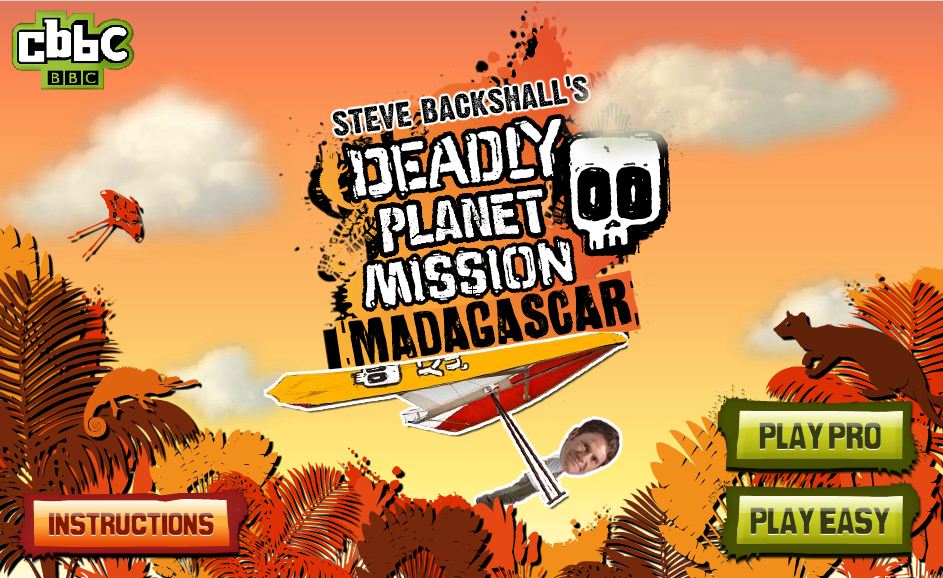 cbbc
BBC
STEVE BACKSHALL'S
DEADLY
PLANET
MISSION
MADAGASCAR
PLAY PRO
PLAY EASY
INSTRUCTIONS